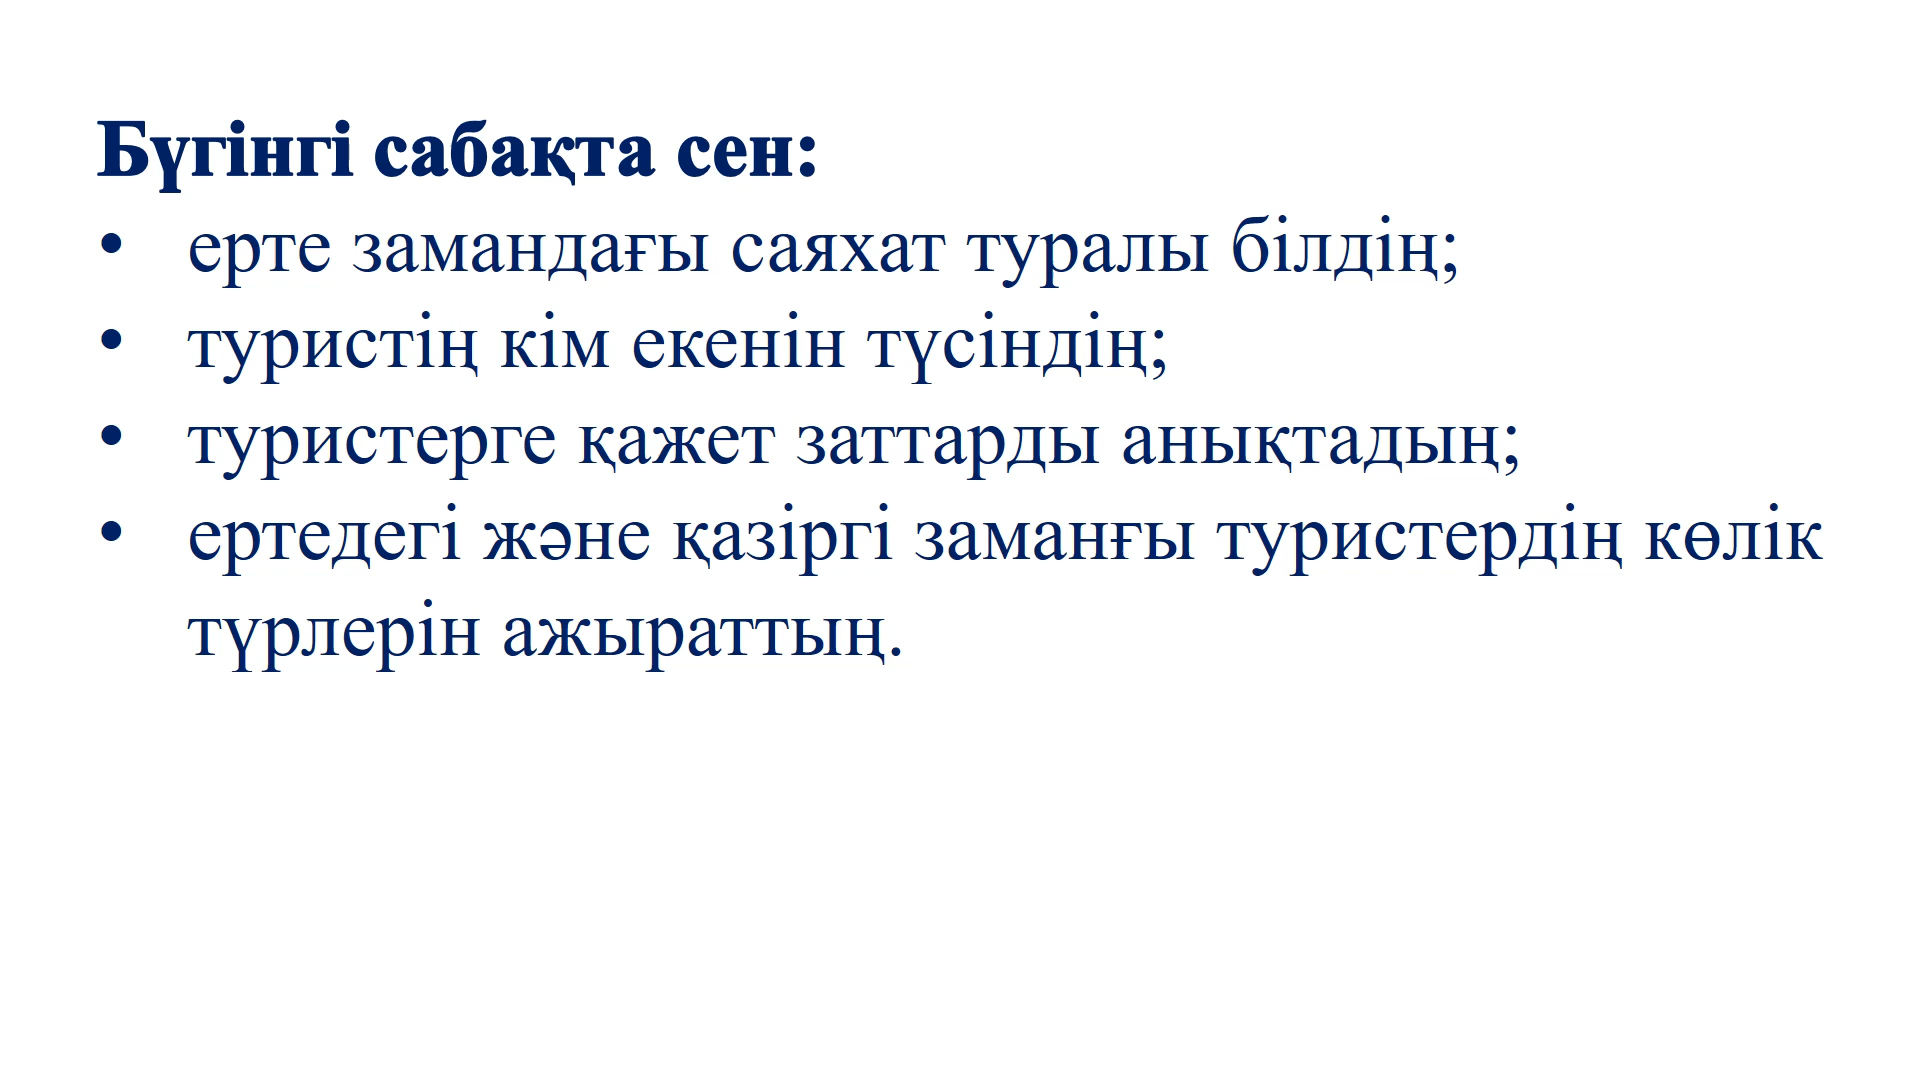 Бүгінгі сабақта сен:
• ерте замандағы саяхат туралы білдің;
• туристің кім екенін түсіндің;
• туристерге қажет заттарды анықтадың;
• ертедегі және қазіргі заманғы туристердің көлік
түрлерін ажыраттың.